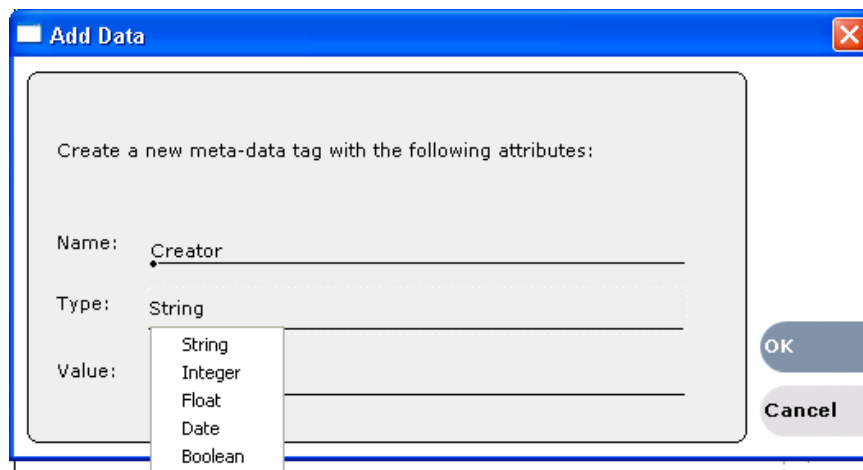 Add Data
Create a new meta-data tag with the following attributes:
Name: Creator
Type: String
String
Value:
Integer
Float
Date
Boolean
OK
Cancel